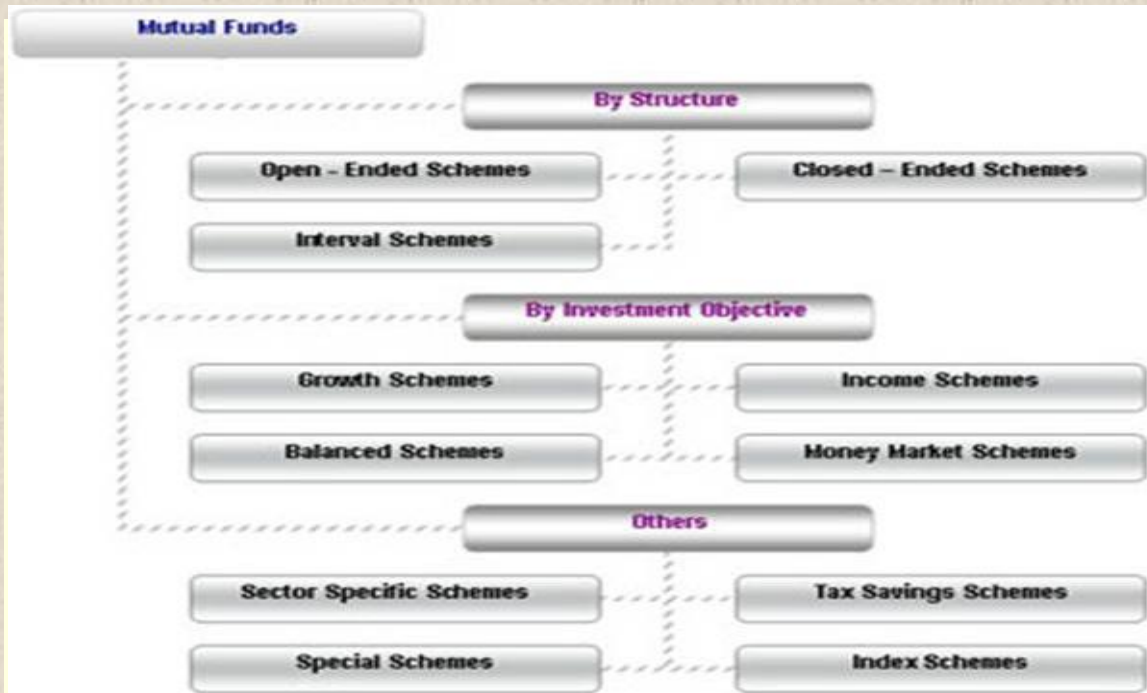 Mutual Funds
By Structure
Open - Ended Schemes
Closed – Ended Schemes
Interval Schemes
By Investment Objective
Growth Schemes
Income Schemes
Balanced Schemes
Money Market Schemes
Others
Sector Specific Schemes
Tax Savings Schemes
Special Schemes
Index Schemes